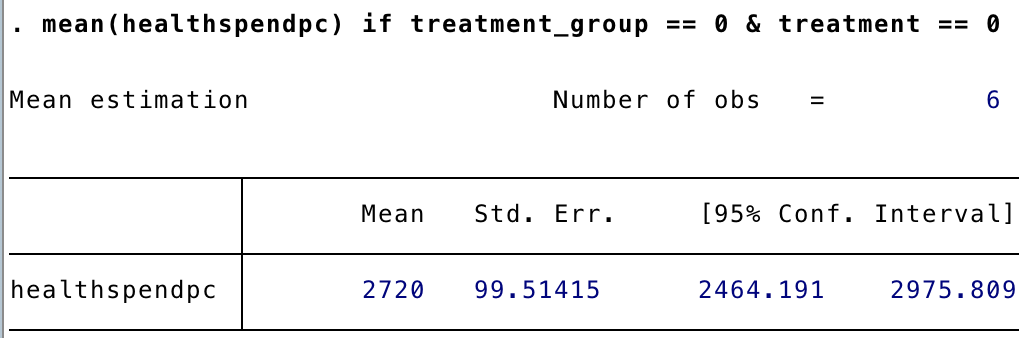 . mean(healthspendpc) if treatment_group == 0 & treatment == 0
Mean estimation Number of obs = 6
Mean Std. Err. [95% Conf. Interval]
healthspendpc 2720 99.51415 2464.191 2975.809